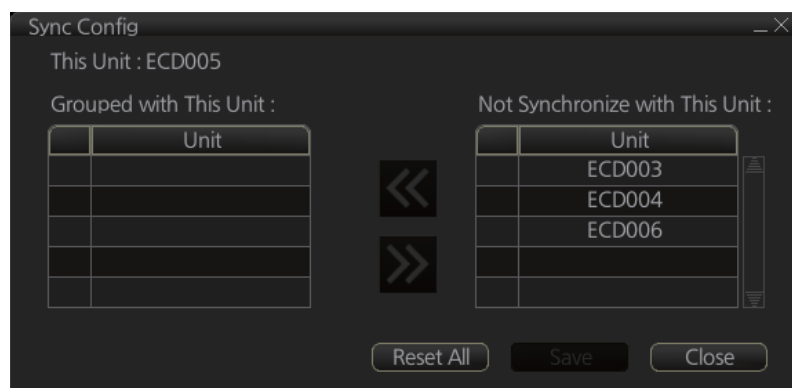 Sync Config
This Unit : ECD005
Grouped with This Unit :
Unit
Not Synchronize with This Unit :
Unit
ECD003
ECD004
ECD006
Reset All
Save
Close